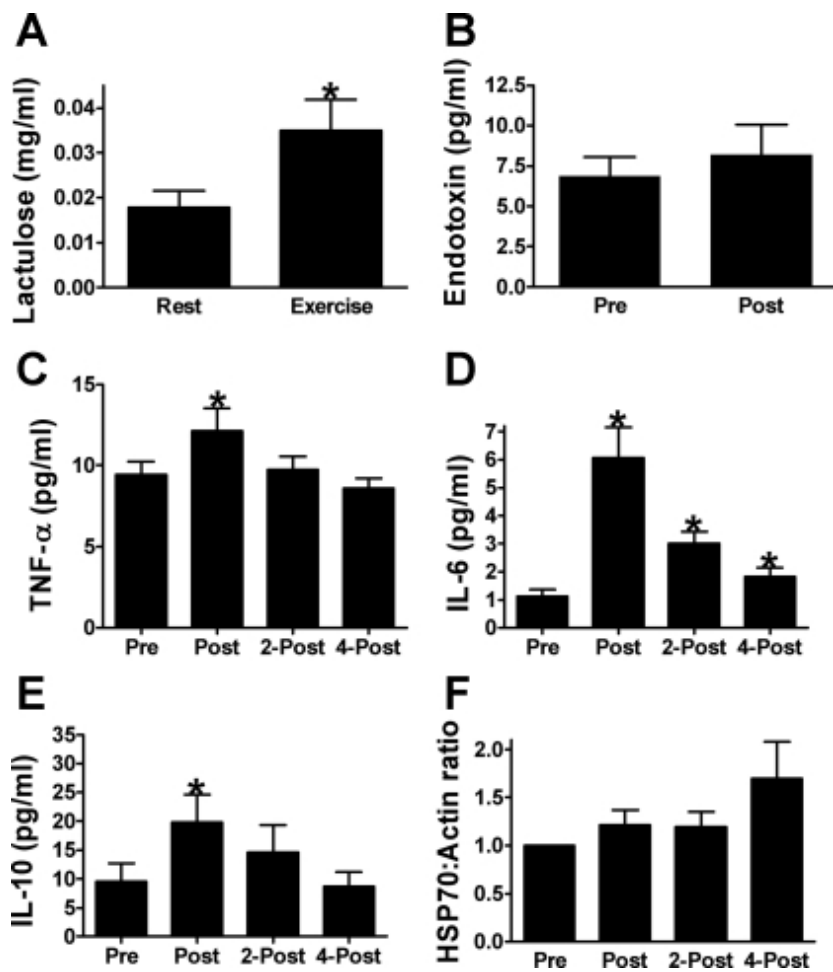 A
Lactulose (mg/ml)
0.04
0.03
0.02
0.01
0.00
*
Rest Exercise
B
Endotoxin (pg/ml)
12.5
10.0
7.5
5.0
2.5
0.0
Pre Post
C
TNF-α (pg/ml)
15
10
5
0
*
Pre Post 2-Post 4-Post
D
IL-6 (pg/ml)
7
6
5
4
3
2
1
0
*
*
*
Pre Post 2-Post 4-Post
E
IL-10 (pg/ml)
35
30
25
20
15
10
5
0
*
Pre Post 2-Post 4-Post
F
HSP70:Actin ratio
2.0
1.5
1.0
0.5
0.0
Pre Post 2-Post 4-Post